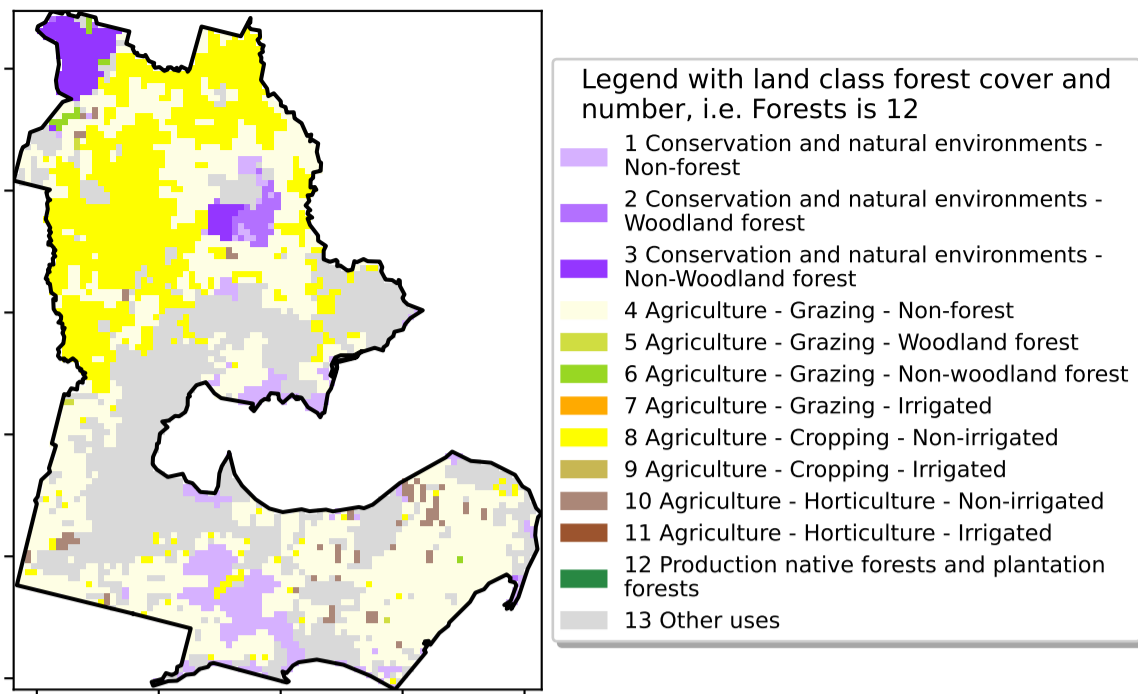 Legend with land class forest cover and
number, i.e. Forests is 12
1 Conservation and natural environments -
Non-forest
2 Conservation and natural environments -
Woodland forest
3 Conservation and natural environments -
Non-Woodland forest
4 Agriculture - Grazing - Non-forest
5 Agriculture - Grazing - Woodland forest
6 Agriculture - Grazing - Non-woodland forest
7 Agriculture - Grazing - Irrigated
8 Agriculture - Cropping - Non-irrigated
9 Agriculture - Cropping - Irrigated
10 Agriculture - Horticulture - Non-irrigated
11 Agriculture - Horticulture - Irrigated
12 Production native forests and plantation
forests
13 Other uses